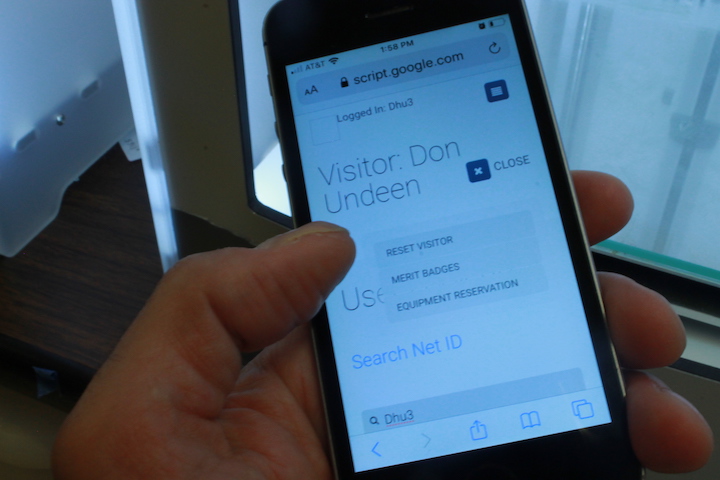 AT&T 1:58 PM
AA script.google.com
Logged In: Dhu3
Visitor: Don
Undeen
CLOSE
RESET VISITOR
MERIT BADGES
EQUIPMENT RESERVATION
Use
Search Net ID
Dhu3